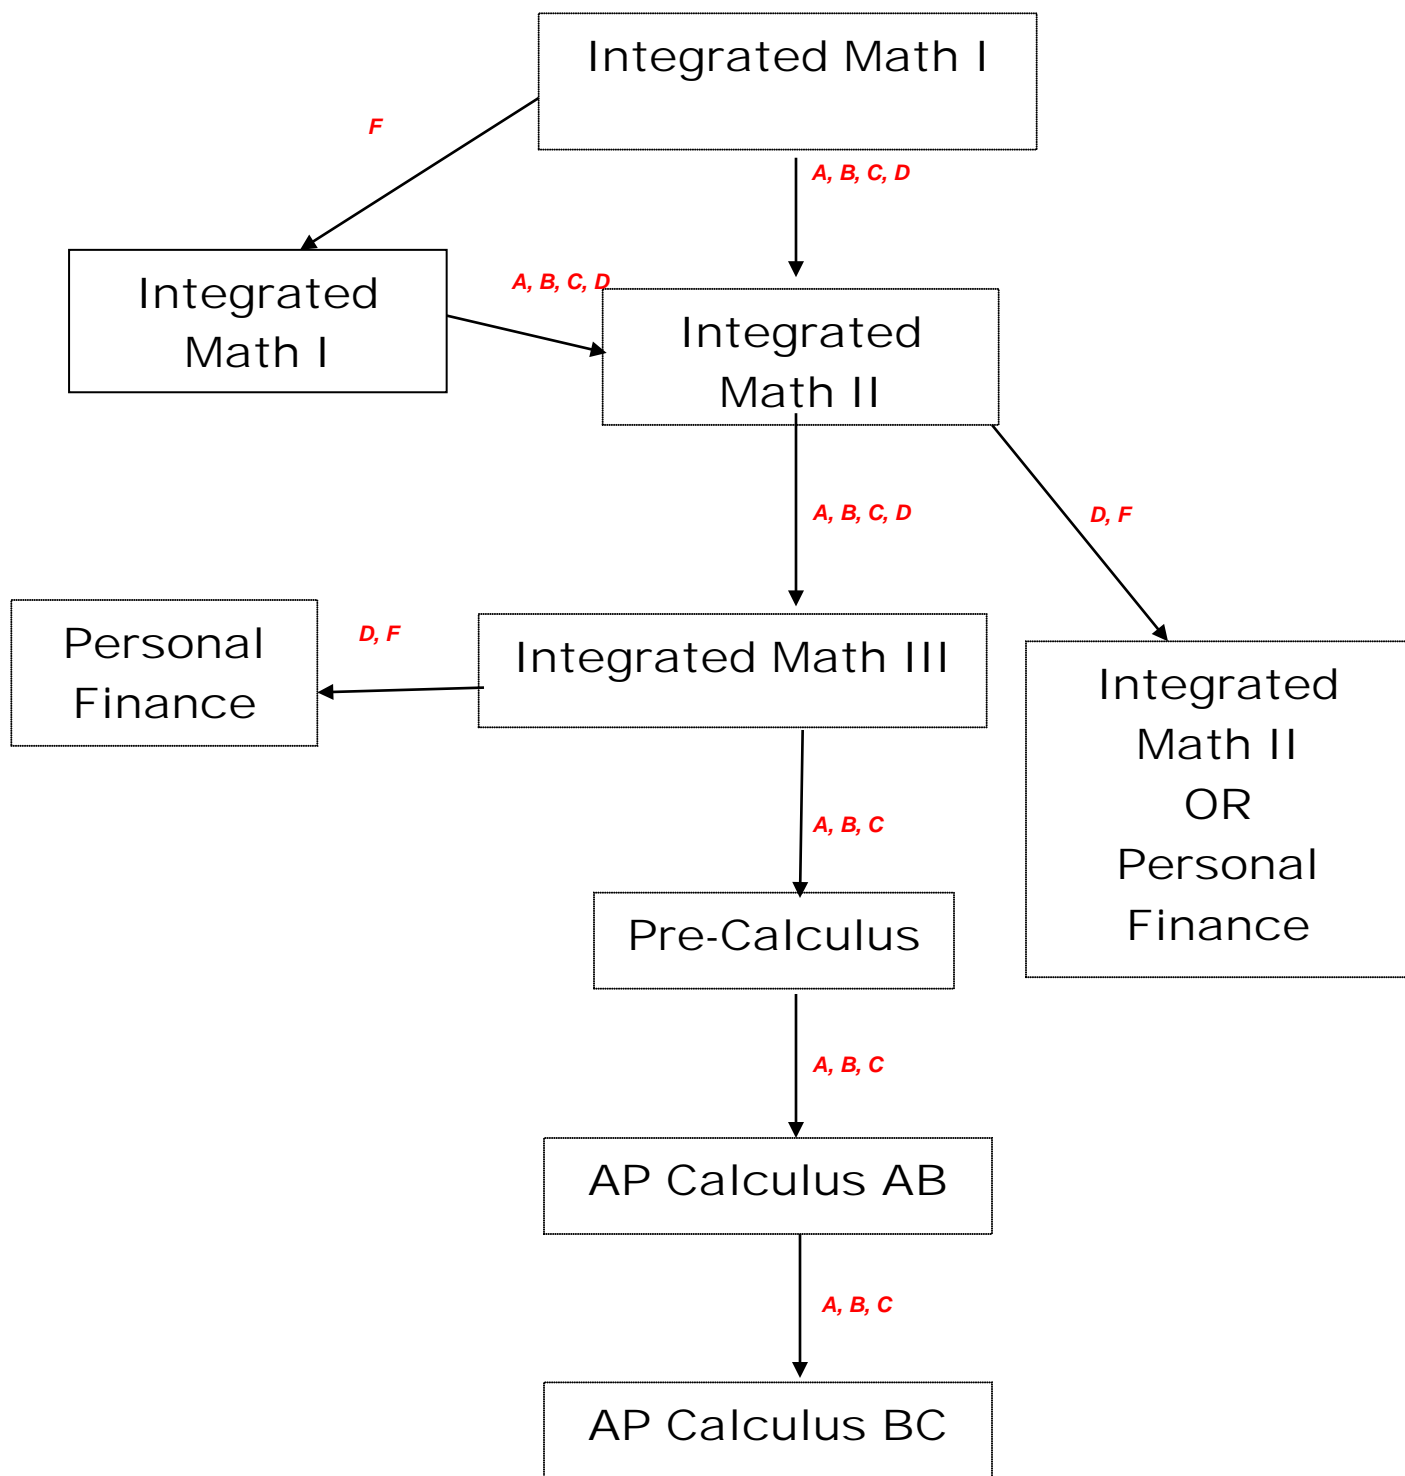 Integrated Math I
F
A, B, C, D
Integrated
Math I
A, B, C, D
Integrated
Math II
A, B, C, D
D, F
Personal
Finance
D, F
Integrated Math III
Integrated
Math II
OR
Personal
Finance
A, B, C
Pre-Calculus
A, B, C
AP Calculus AB
A, B, C
AP Calculus BC